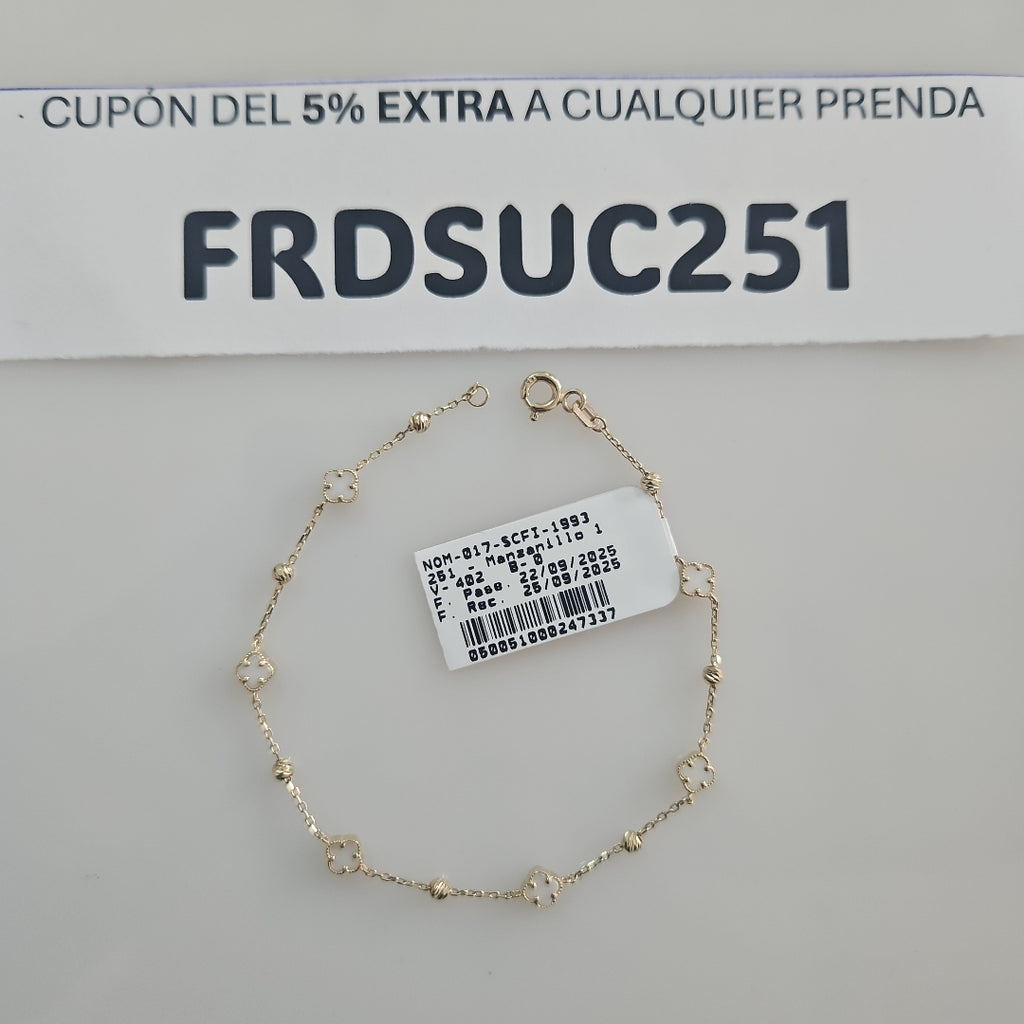 CUPÓN DEL 5% EXTRA A CUALQUIER PRENDA
FRDSUC251
NOM-017-SCFI-1993
251 - Manzanillo 1
V- 402 B-0
F. Pase. 22/09/2025
F. Rec. 25/09/2025
050051000247337